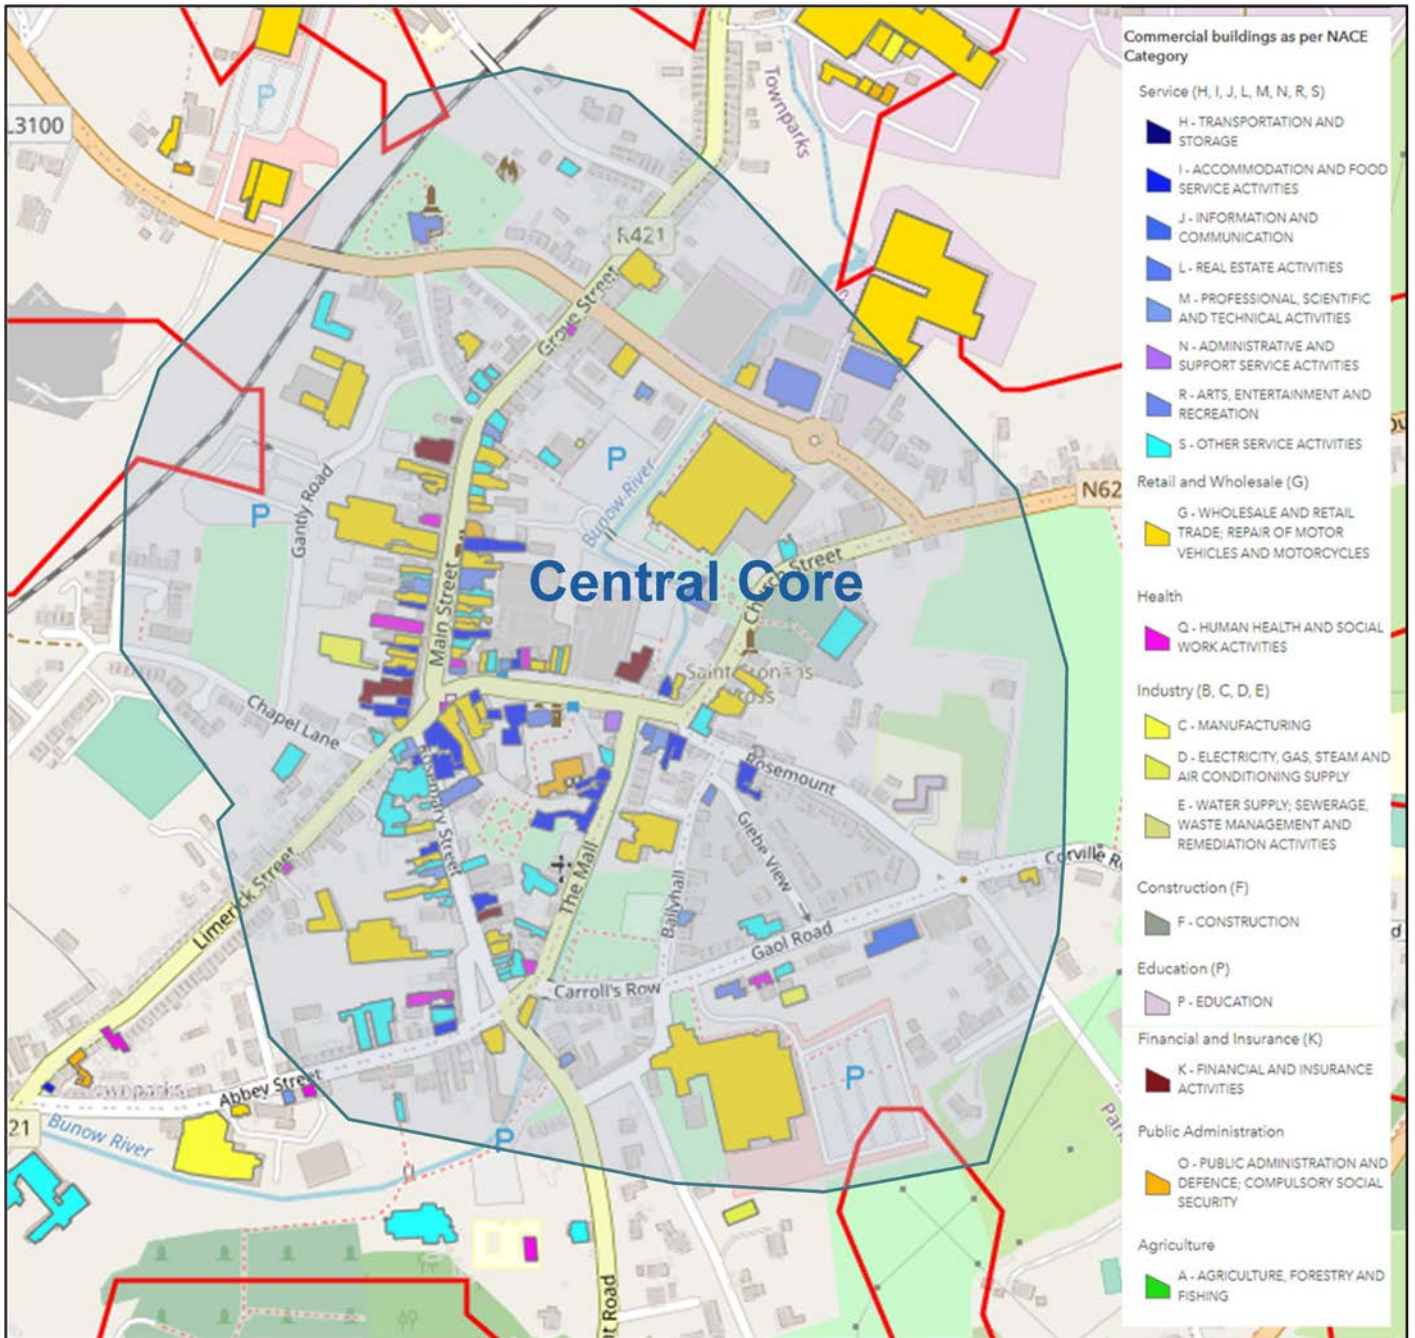 L3100
P
Townparks
R421
Grove Street
P
Gantly Road
P
Bunow River
N62
Main Street
Central Core
Church Street
Chapel Lane
Rosemary Street
Rosemount
Glebe View
Limerick Street
The Mall
Ballyhall
Corville R
Gaol Road
Carroll's Row
Abbey Street
P
21
Bunow River
P
Commercial buildings as per NACE
Category
Service (H, I, J, L, M, N, R, S)
H - TRANSPORTATION AND
STORAGE
I - ACCOMMODATION AND FOOD
SERVICE ACTIVITIES
J - INFORMATION AND
COMMUNICATION
L - REAL ESTATE ACTIVITIES
M - PROFESSIONAL, SCIENTIFIC
AND TECHNICAL ACTIVITIES
N - ADMINISTRATIVE AND
SUPPORT SERVICE ACTIVITIES
R - ARTS, ENTERTAINMENT AND
RECREATION
S - OTHER SERVICE ACTIVITIES
Retail and Wholesale (G)
G - WHOLESALE AND RETAIL
TRADE; REPAIR OF MOTOR
VEHICLES AND MOTORCYCLES
Health
Q - HUMAN HEALTH AND SOCIAL
WORK ACTIVITIES
Industry (B, C, D, E)
C - MANUFACTURING
D - ELECTRICITY, GAS, STEAM AND
AIR CONDITIONING SUPPLY
E - WATER SUPPLY; SEWERAGE,
WASTE MANAGEMENT AND
REMEDIATION ACTIVITIES
Construction (F)
F - CONSTRUCTION
Education (P)
P - EDUCATION
Financial and Insurance (K)
K - FINANCIAL AND INSURANCE
ACTIVITIES
Public Administration
O - PUBLIC ADMINISTRATION AND
DEFENCE; COMPULSORY SOCIAL
SECURITY
Agriculture
A - AGRICULTURE, FORESTRY AND
FISHING